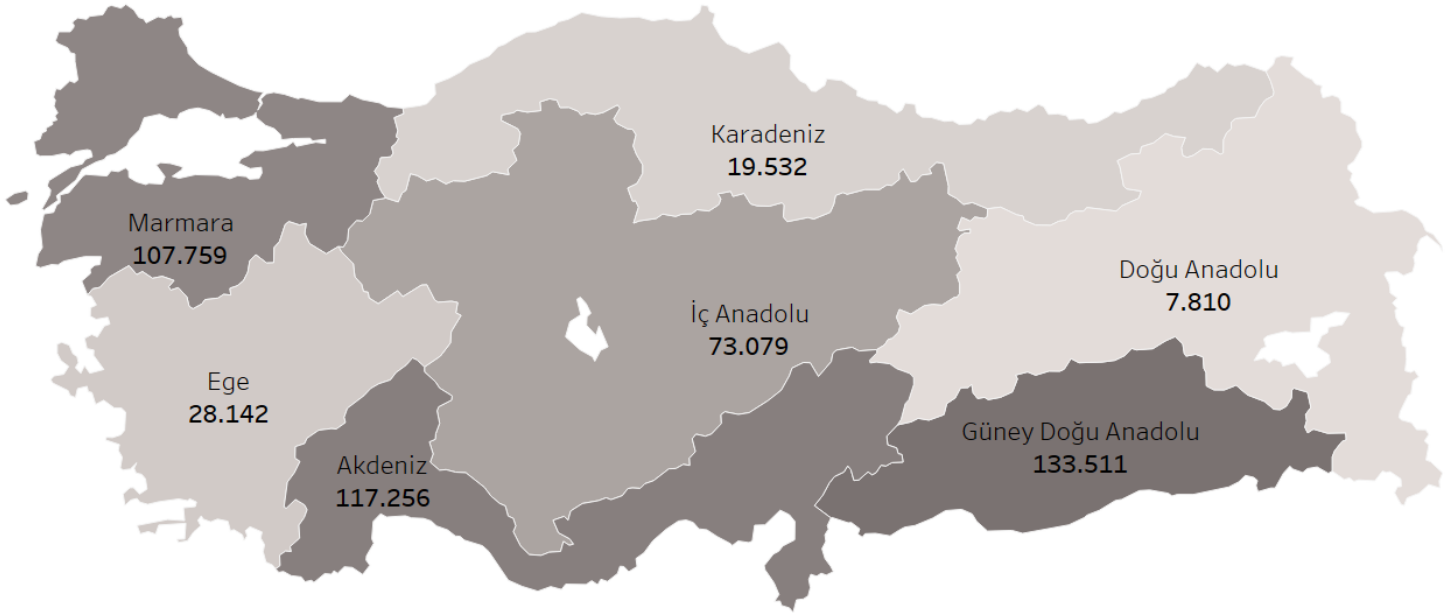 Karadeniz
19.532
Marmara
107.759
Doğu Anadolu
7.810
İç Anadolu
73.079
Ege
28.142
Güney Doğu Anadolu
133.511
Akdeniz
117.256